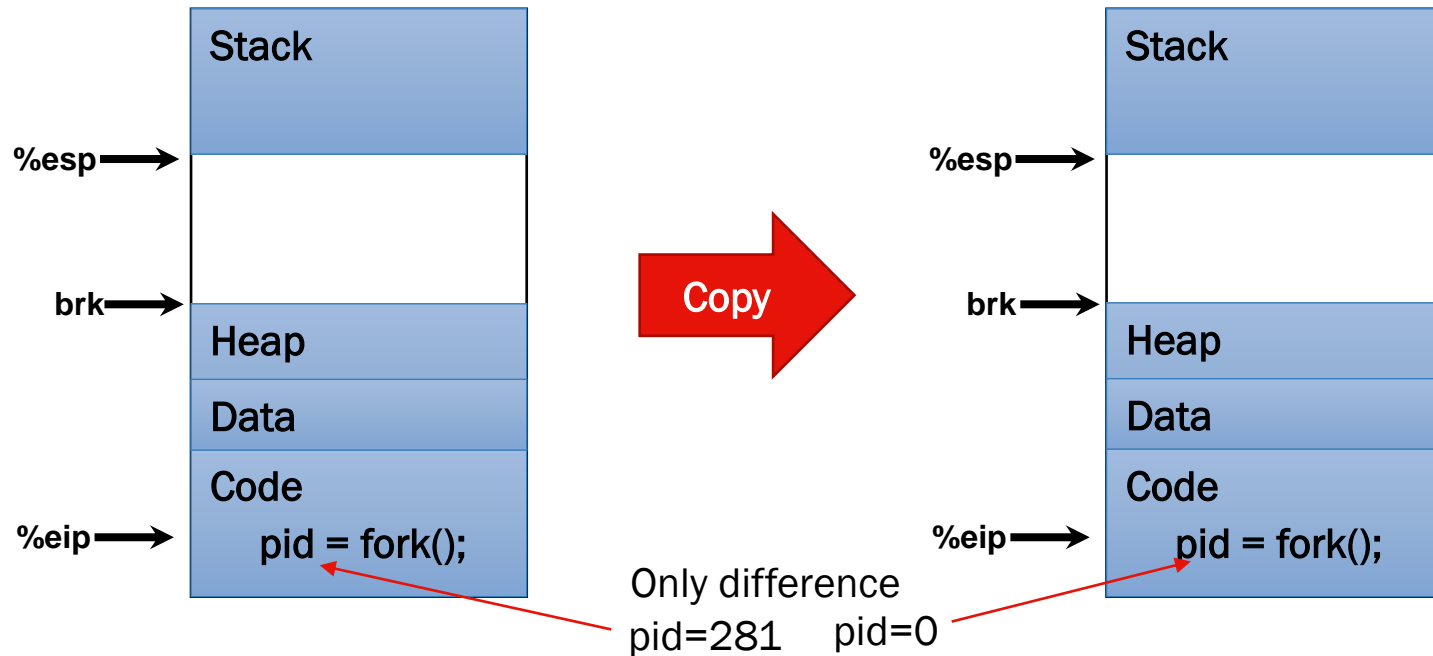 Stack
%esp
brk
Heap
Data
Code
%eip
pid = fork();
Copy
Stack
%esp
brk
Heap
Data
Code
%eip
pid = fork();
Only difference
pid=281 pid=0